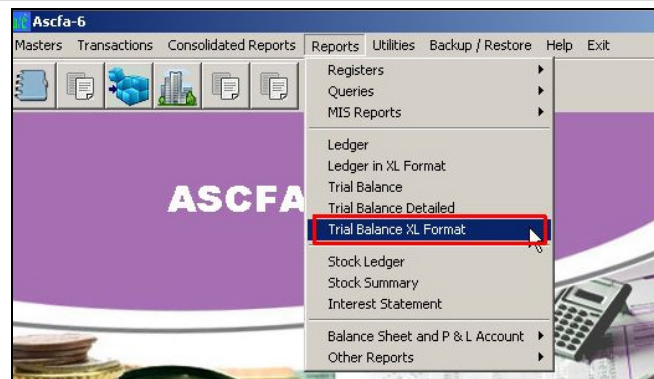 Ascfa-6
Masters Transactions Consolidated Reports Reports Utilities Backup / Restore Help Exit
Registers
Queries
MIS Reports
Ledger
Ledger in XL Format
Trial Balance
Trial Balance Detailed
Trial Balance XL Format
Stock Ledger
Stock Summary
Interest Statement
Balance Sheet and P & L Account
Other Reports
ASCFA